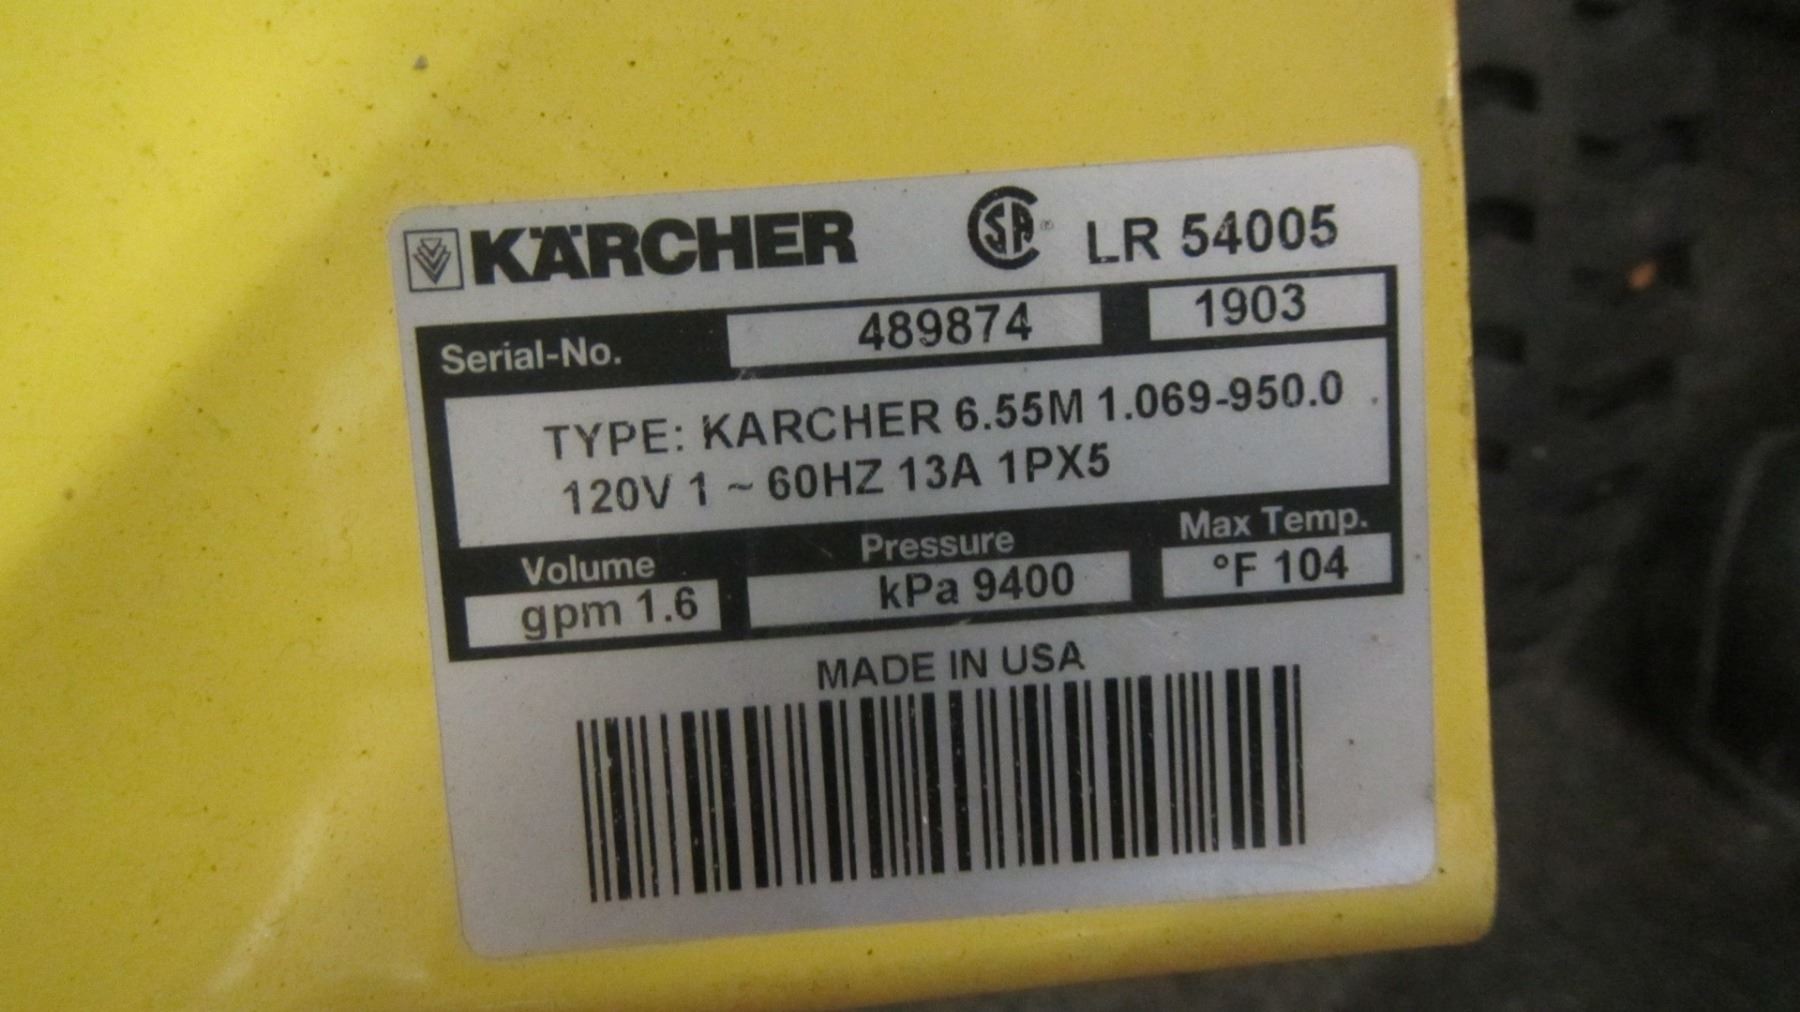 KÄRCHER CSA ® LR 54005
Serial-No. 489874 1903
TYPE: KARCHER 6.55M 1.069-950.0
120V 1 ~ 60HZ 13A 1PX5
Volume Pressure Max Temp.
gpm 1.6 kPa 9400 °F 104
MADE IN USA